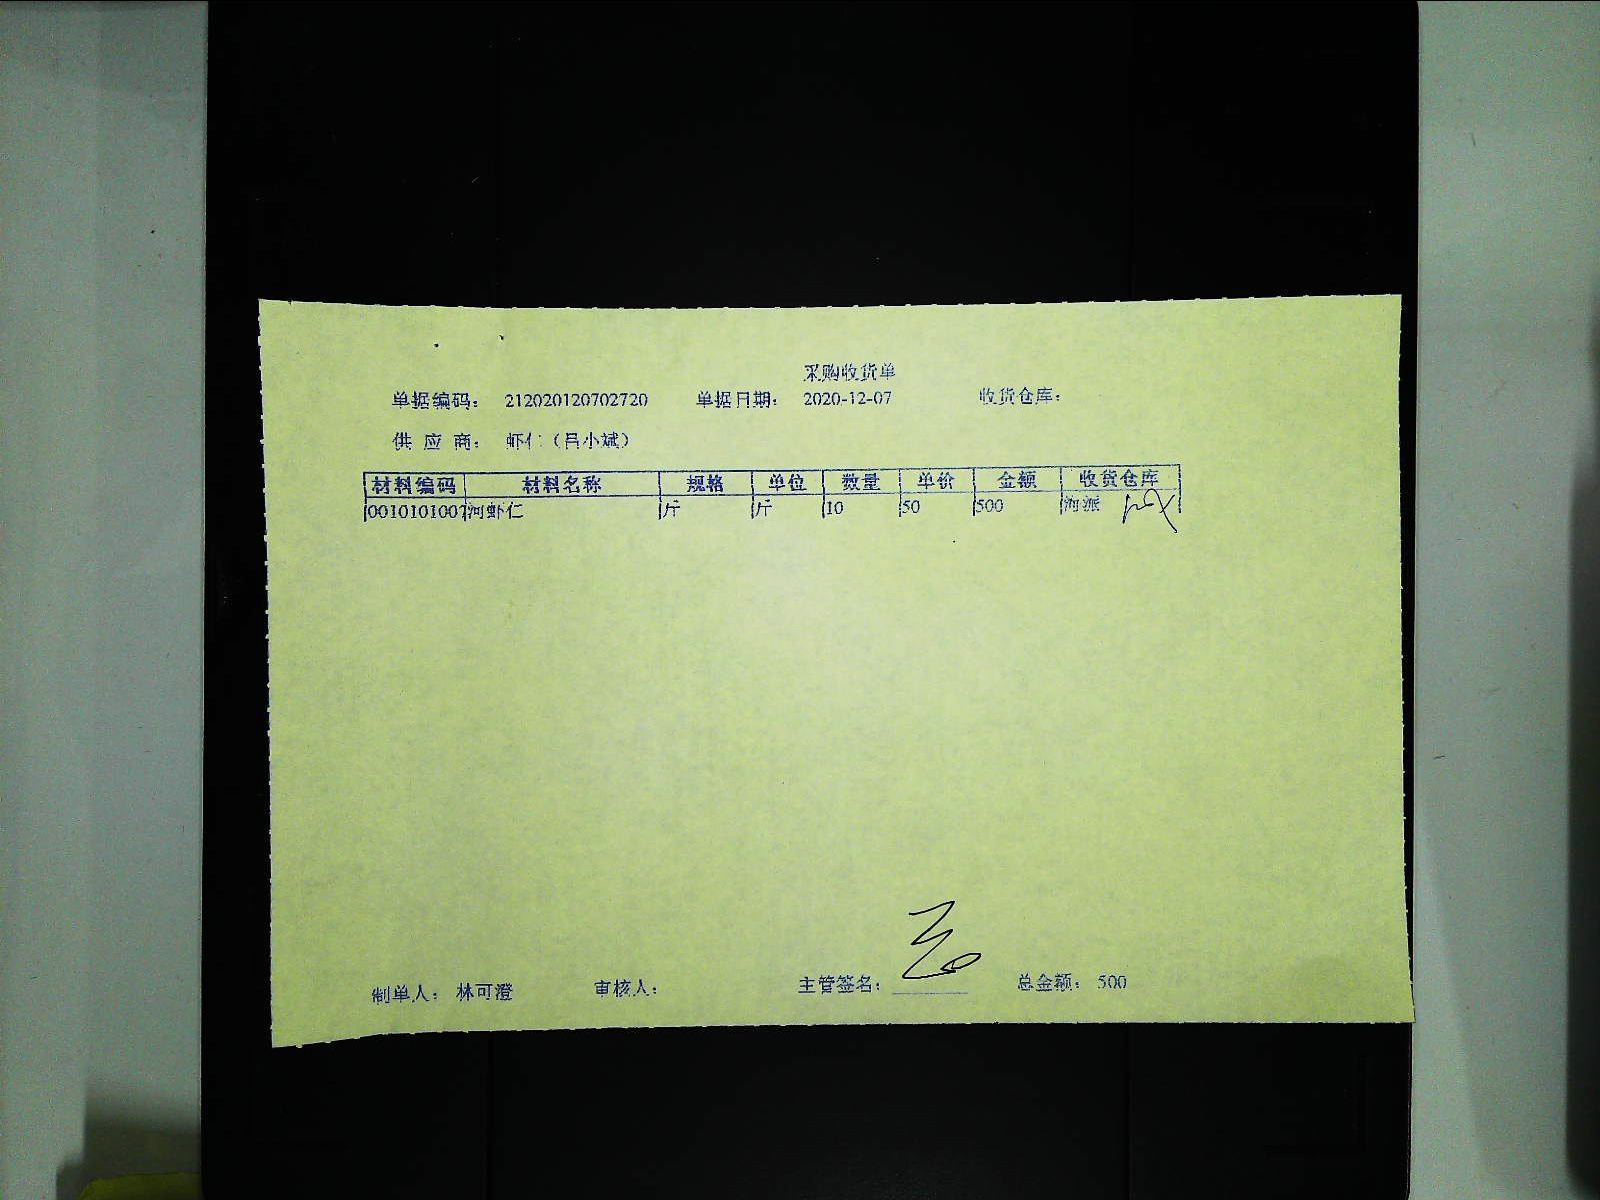 采购收货单
单据编码： 212020120702720 单据日期： 2020-12-07 收货仓库：
供 应 商： 虾仁（吕小斌）
材料编码 材料名称 规格 单位 数量 单价 金额 收货仓库
0010101007 河虾仁 斤 斤 10 50 500 海派
制单人： 林可澄 审核人： 主管签名： 总金额： 500